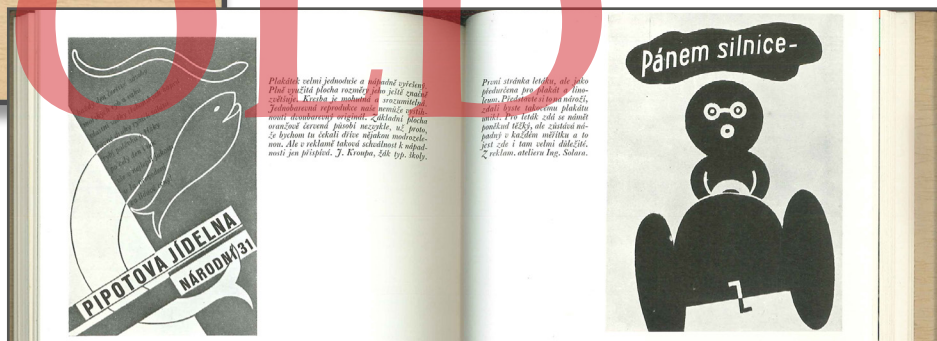 OLD
PIPOTOVA JÍDELNA
NÁRODNÍ 31
Plakátek velmi jednoduše a nápadně vyřešený.
Plně využitá plocha rozměry jeho ještě značně
zvětšuje. Kresba je mohutná a srozumitelná.
Jednobarevná reprodukce naše nemůže vystih-
nouti dvoubarevný originál. Základní plocha
oranžově červená působí nezvykle, už proto,
že bychom tu čekali dříve nějakou modrozele-
nou. Ale v reklamě taková schválnost k nápad-
nosti jen přispívá. J. Kroupa, žák typ. školy.
První stránka letáku, ale jako
předurčena pro plakát a lino-
leum. Představte si to na nároží,
zdali byste takovému plakátu
unikl. Pro leták zdá se námět
poněkud těžký, ale zůstává ná-
padný v každém měřítku a to
jest zde i tam velmi důležité.
Z reklam. atelieru Ing. Solara.
Pánem silnice-
Z